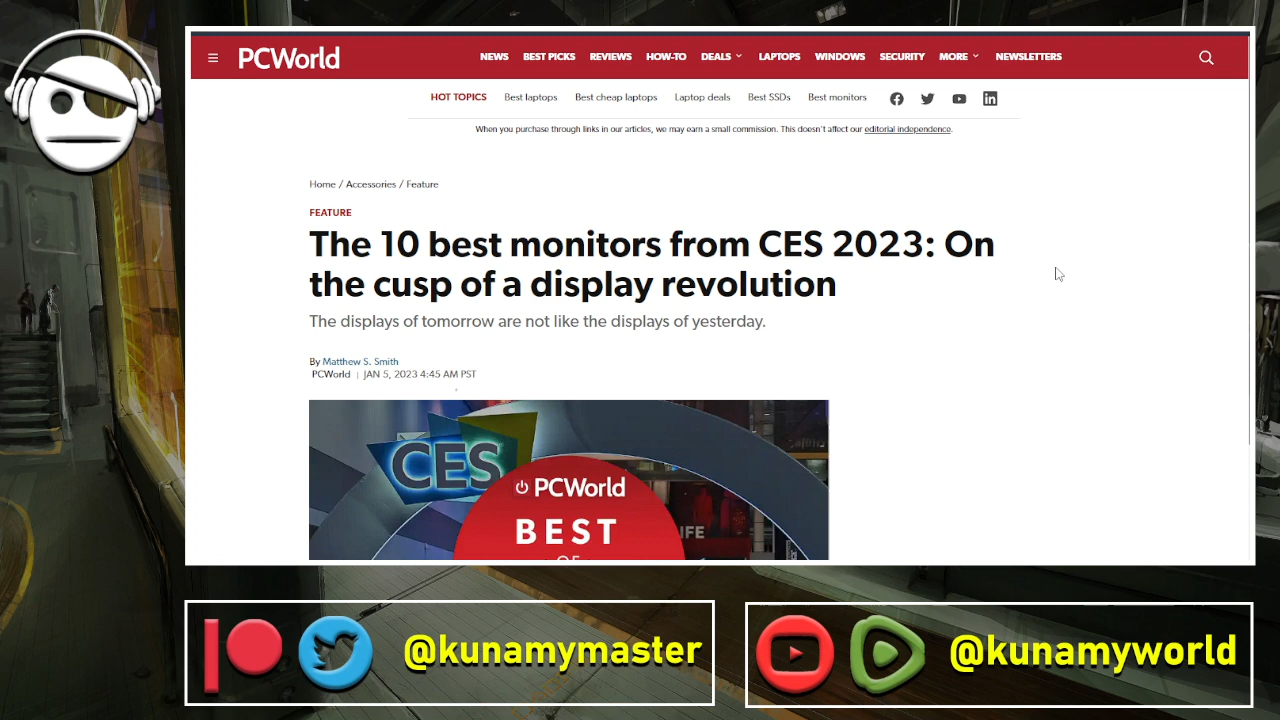 PCWorld
NEWS BEST PICKS REVIEWS HOW-TO DEALS LAPTOPS WINDOWS SECURITY MORE NEWSLETTERS
HOT TOPICS Best laptops Best cheap laptops Laptop deals Best SSDs Best monitors
When you purchase through links in our articles, we may earn a small commission. This doesn't affect our editorial independence.
Home / Accessories / Feature
FEATURE
The 10 best monitors from CES 2023: On
the cusp of a display revolution
The displays of tomorrow are not like the displays of yesterday.
By Matthew S. Smith
PCWorld | JAN 5, 2023 4:45 AM PST
CES
PCWorld
BEST
OF
@kunamymaster
@kunamyworld